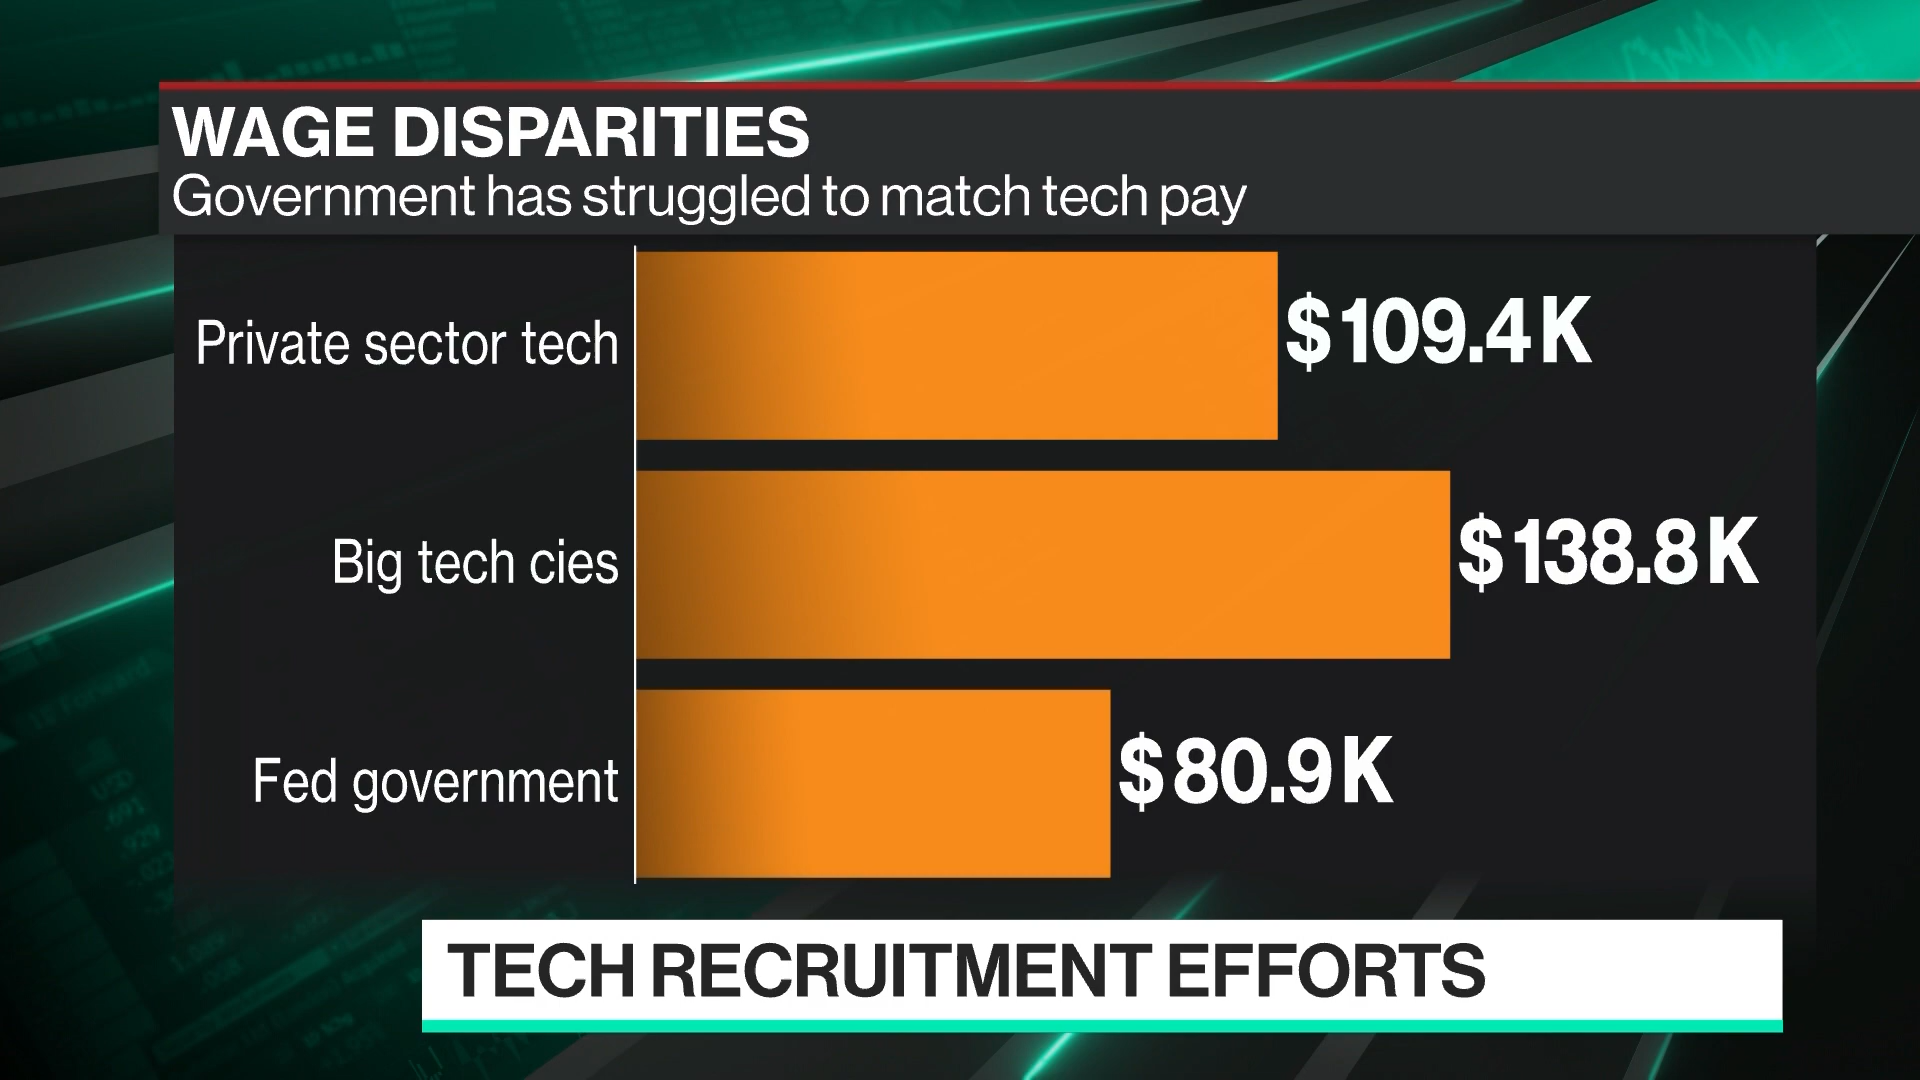 WAGE DISPARITIES
Government has struggled to match tech pay
Private sector tech $109.4K
Big tech cies $138.8K
Fed government $80.9K
TECH RECRUITMENT EFFORTS